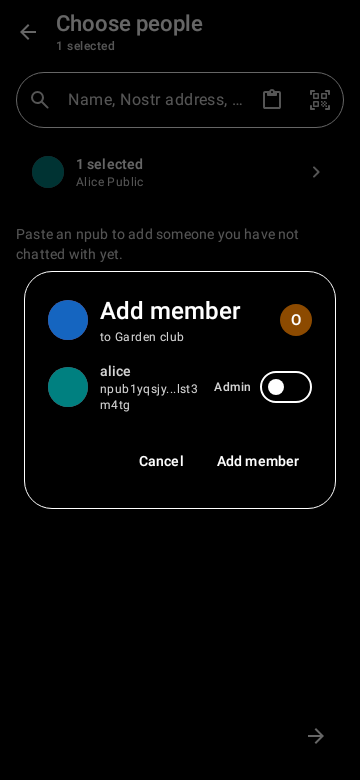 Choose people
1 selected
Name, Nostr address, …
1 selected
Alice Public
Paste an npub to add someone you have not
chatted with yet.
Add member
O
to Garden club
alice
npub1yqsjy...lst3
m4tg
Admin
Cancel
Add member